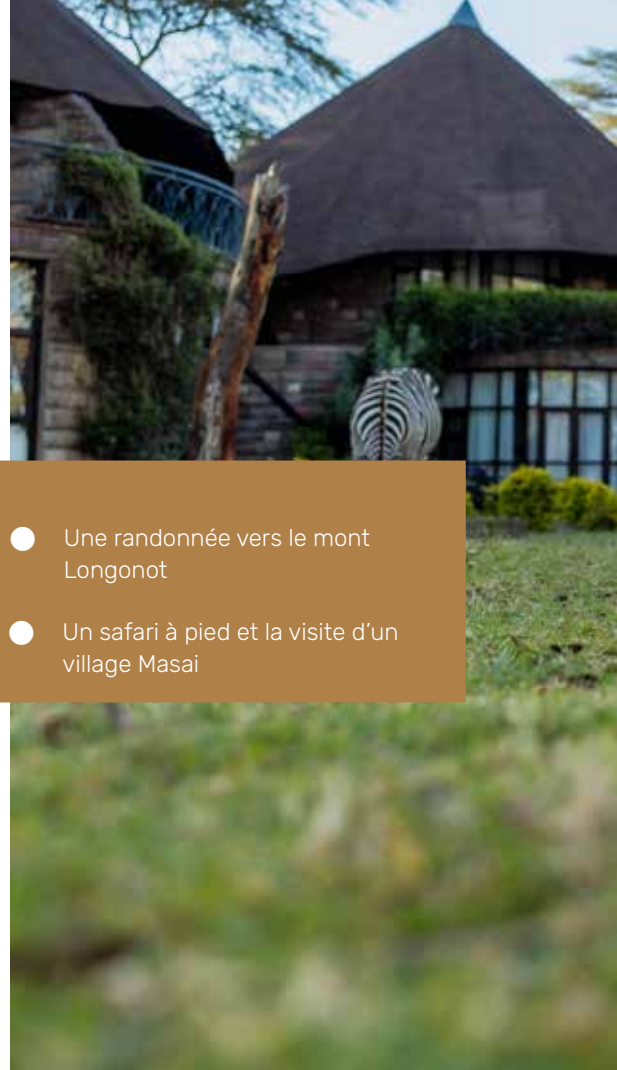 Une randonnée vers le mont
Longonot
Un safari à pied et la visite d’un
village Masai